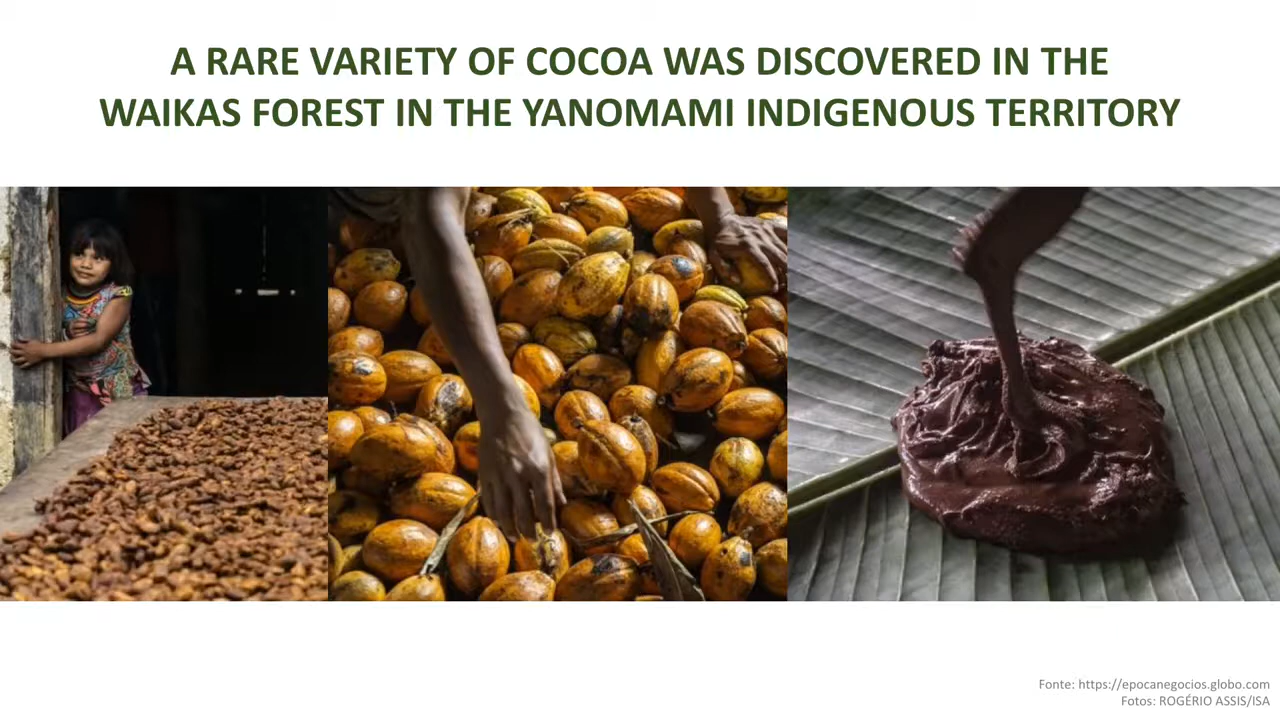 A RARE VARIETY OF COCOA WAS DISCOVERED IN THE
WAIKAS FOREST IN THE YANOMAMI INDIGENOUS TERRITORY
Fonte: https://epocanegocios.globo.com
Fotos: ROGÉRIO ASSIS/ISA